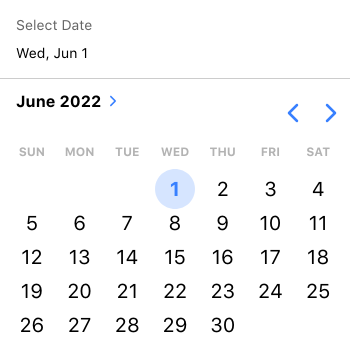 Select Date
Wed, Jun 1
June 2022
SUN MON TUE WED THU FRI SAT
1 2 3 4
5 6 7 8 9 10 11
12 13 14 15 16 17 18
19 20 21 22 23 24 25
26 27 28 29 30